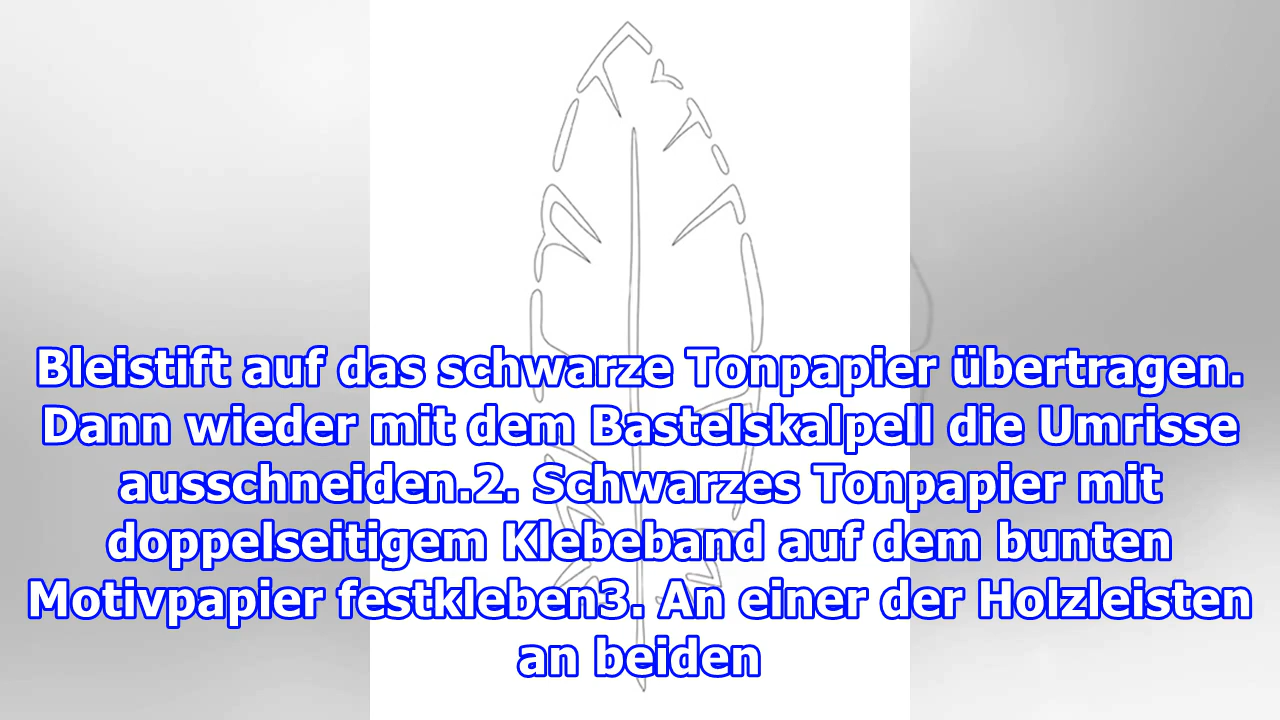 Bleistift auf das schwarze Tonpapier übertragen.
Dann wieder mit dem Bastelskalpell die Umrisse
ausschneiden.2. Schwarzes Tonpapier mit
doppelseitigem Klebeband auf dem bunten
Motivpapier festkleben3. An einer der Holzleisten
an beiden